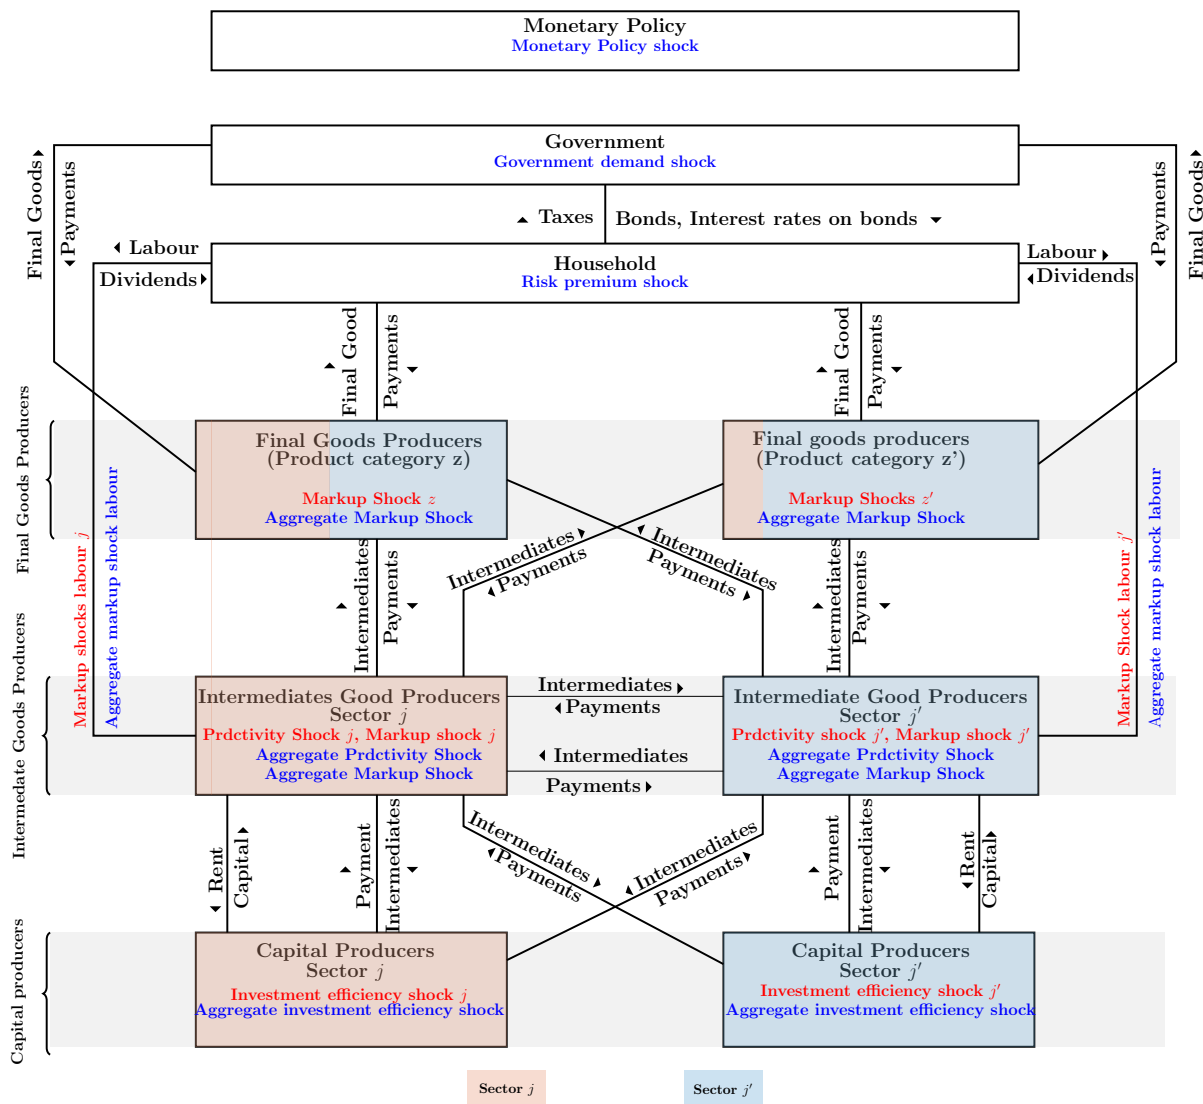 Monetary Policy
Monetary Policy shock
Government
Government demand shock
Taxes
Bonds, Interest rates on bonds
Final Goods
Payments
Payments
Final Goods
Labour
Dividends
Household
Risk premium shock
Labour
Dividends
Final Good
Payments
Final Good
Payments
Final Goods Producers
Final Goods Producers
(Product category z)
Markup Shock z
Aggregate Markup Shock
Final goods producers
(Product category z')
Markup Shocks z′
Aggregate Markup Shock
Markup shocks labour j
Aggregate markup shock labour
Intermediates
Payments
Intermediates
Payments
Intermediates
Payments
Intermediates
Payments
Markup Shock labour j′
Aggregate markup shock labour
Intermedate Goods Producers
Intermediates Good Producers
Sector j
Prdctivity Shock j, Markup shock j
Aggregate Prdctivity Shock
Aggregate Markup Shock
Intermediates
Payments
Intermediates
Payments
Intermediate Good Producers
Sector j′
Prdctivity shock j′, Markup shock j′
Aggregate Prdctivity Shock
Aggregate Markup Shock
Rent
Capital
Payment
Intermediates
Intermediates
Payments
Intermediates
Payments
Payment
Intermediates
Rent
Capital
Capital producers
Capital Producers
Sector j
Investment efficiency shock j
Aggregate investment efficiency shock
Capital Producers
Sector j′
Investment efficiency shock j′
Aggregate investment efficiency shock
Sector j
Sector j′